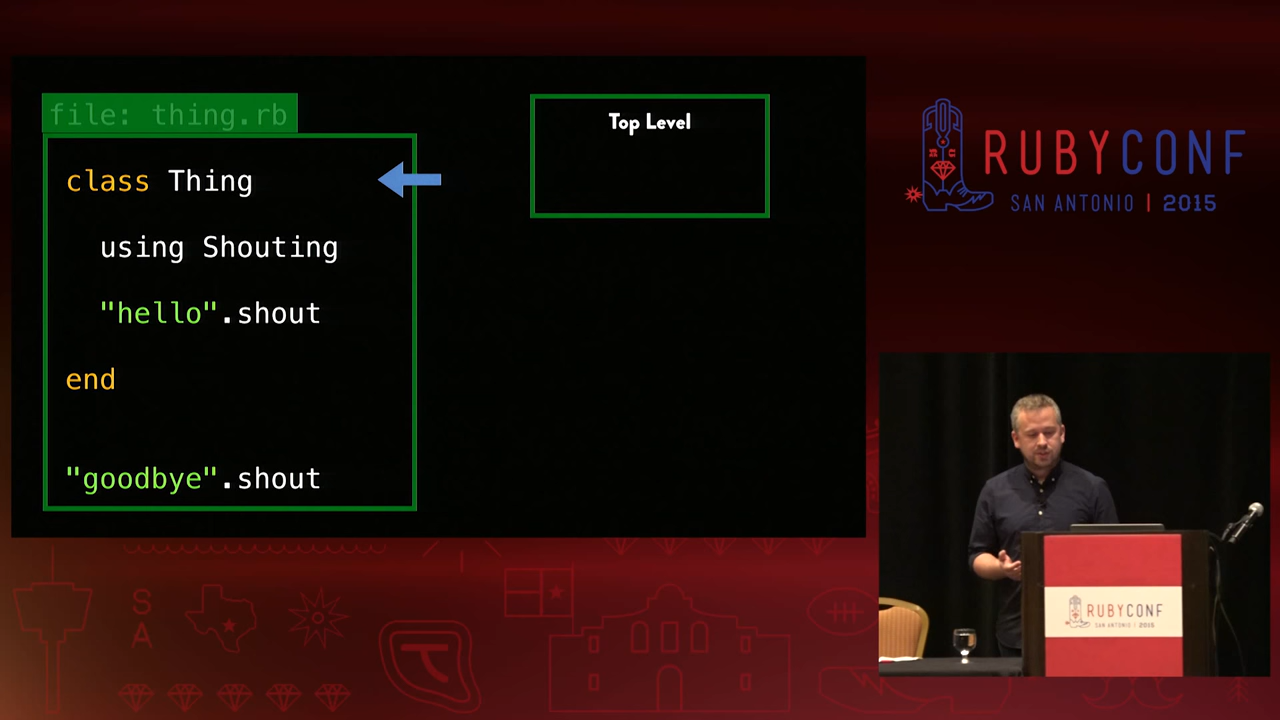 file: thing.rb
class Thing
using Shouting
"hello".shout
end
"goodbye".shout
Top Level
RUBYCONF
SAN ANTONIO | 2015
RUBYCONF
SAN ANTONIO | 2015
S
A